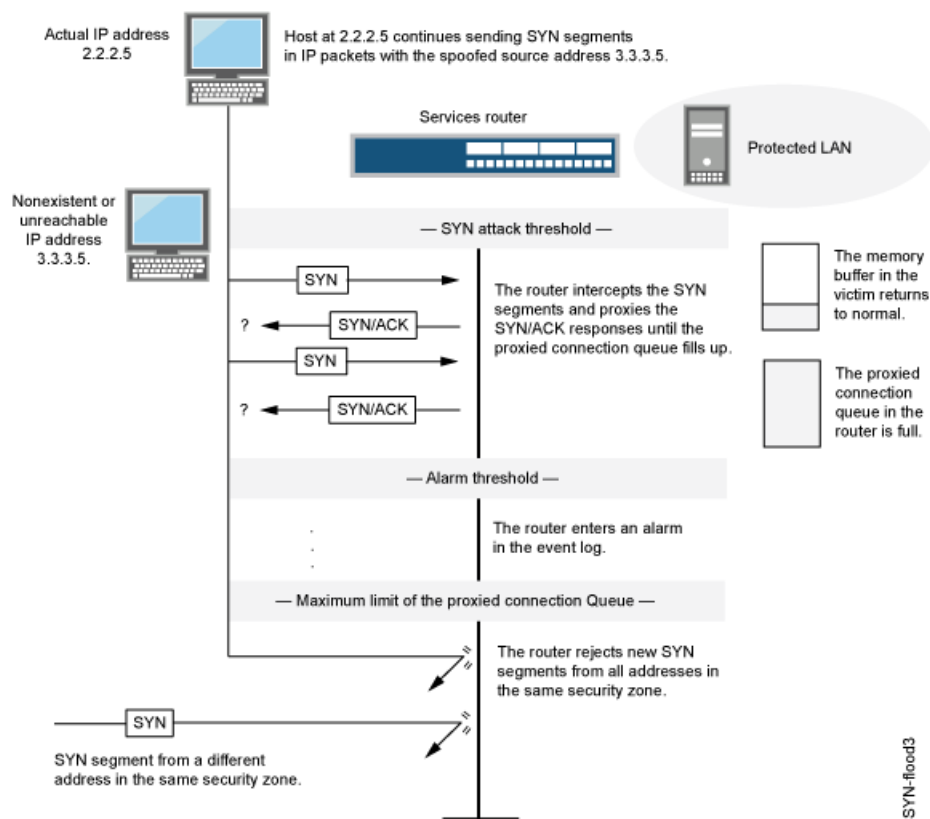 Actual IP address
2.2.2.5
Host at 2.2.2.5 continues sending SYN segments
in IP packets with the spoofed source address 3.3.3.5.
Services router
Protected LAN
Nonexistent or
unreachable
IP address
3.3.3.5.
— SYN attack threshold —
SYN
The router intercepts the SYN
segments and proxies the
SYN/ACK responses until the
proxied connection queue fills up.
? SYN/ACK
SYN
? SYN/ACK
The memory
buffer in the
victim returns
to normal.
The proxied
connection
queue in the
router is full.
— Alarm threshold —
.
.
.
The router enters an alarm
in the event log.
— Maximum limit of the proxied connection Queue —
The router rejects new SYN
segments from all addresses in
the same security zone.
SYN
SYN segment from a different
address in the same security zone.
SYN-flood3